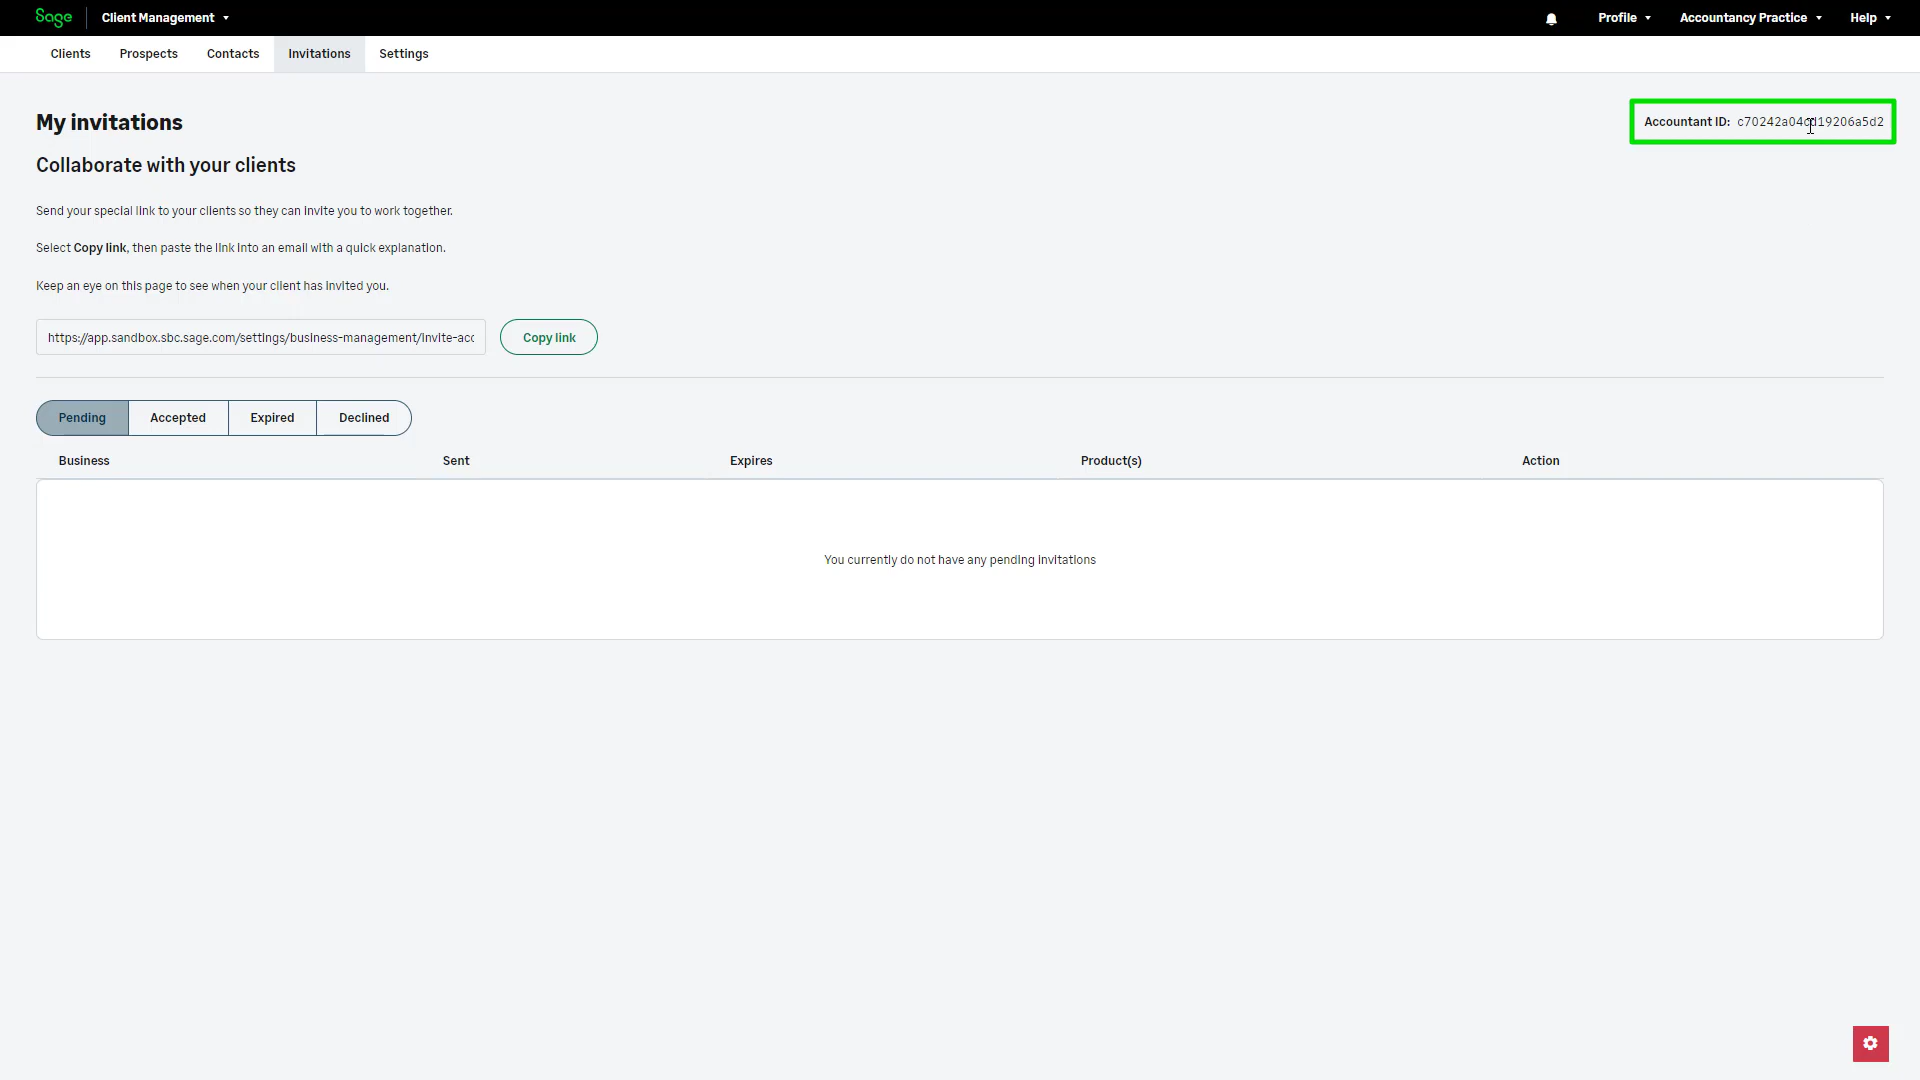 Sage
Client Management
Profile
Accountancy Practice
Help
Clients
Prospects
Contacts
Invitations
Settings
My invitations
Accountant ID: c70242a04cd19206a5d2
Collaborate with your clients
Send your special link to your clients so they can invite you to work together.
Select Copy link, then paste the link into an email with a quick explanation.
Keep an eye on this page to see when your client has invited you.
https://app.sandbox.sbc.sage.com/settings/business-management/invite-acc
Copy link
Pending
Accepted
Expired
Declined
Business
Sent
Expires
Product(s)
Action
You currently do not have any pending invitations